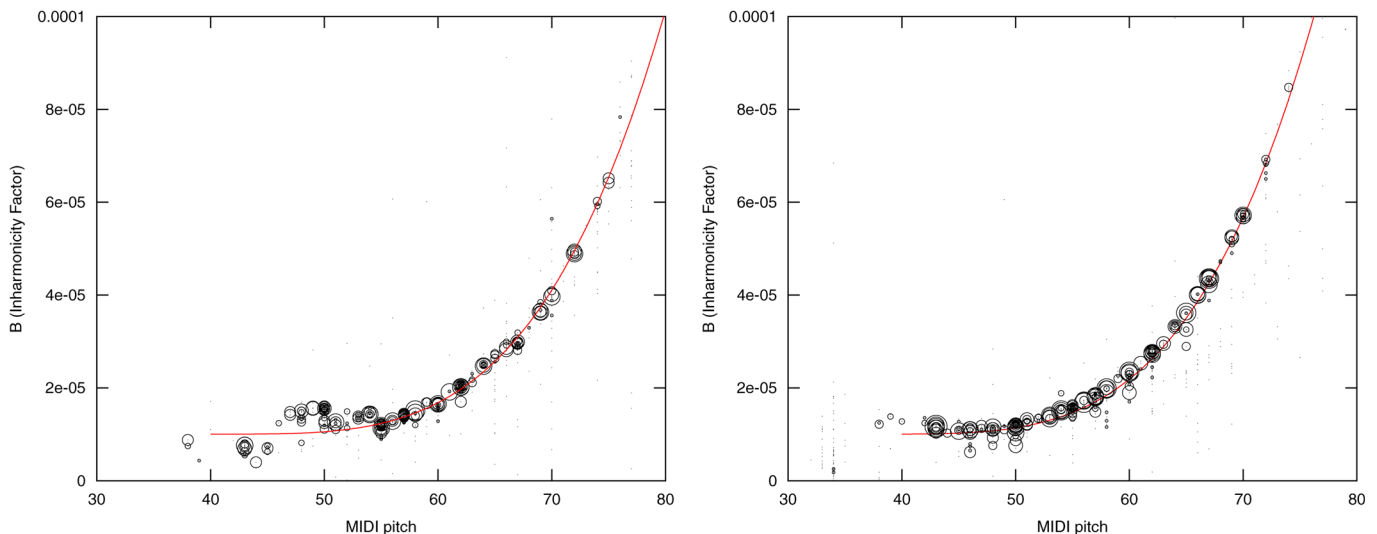 0.0001
8e-05
6e-05
4e-05
2e-05
0
30 40 50 60 70 80
B (Inharmonicity Factor)
MIDI pitch
0.0001
8e-05
6e-05
4e-05
2e-05
0
30 40 50 60 70 80
B (Inharmonicity Factor)
MIDI pitch